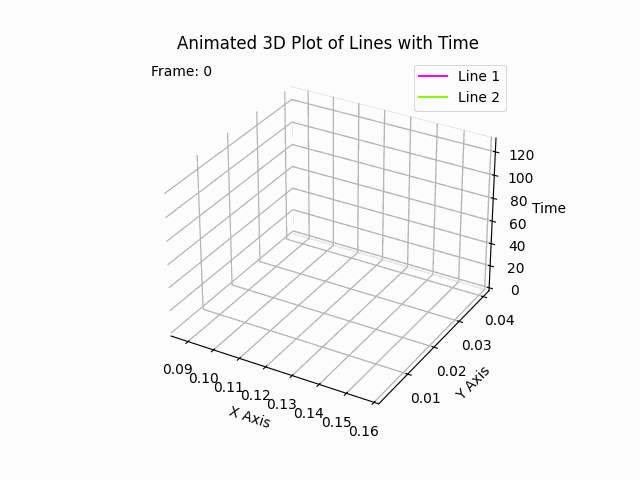 Animated 3D Plot of Lines with Time
Frame: 0
Line 1
Line 2
120
100
80
60
40
20
0
Time
0.04
0.03
0.02
0.01
Y Axis
0.09
0.10
0.11
0.12
0.13
0.14
0.15
0.16
X Axis